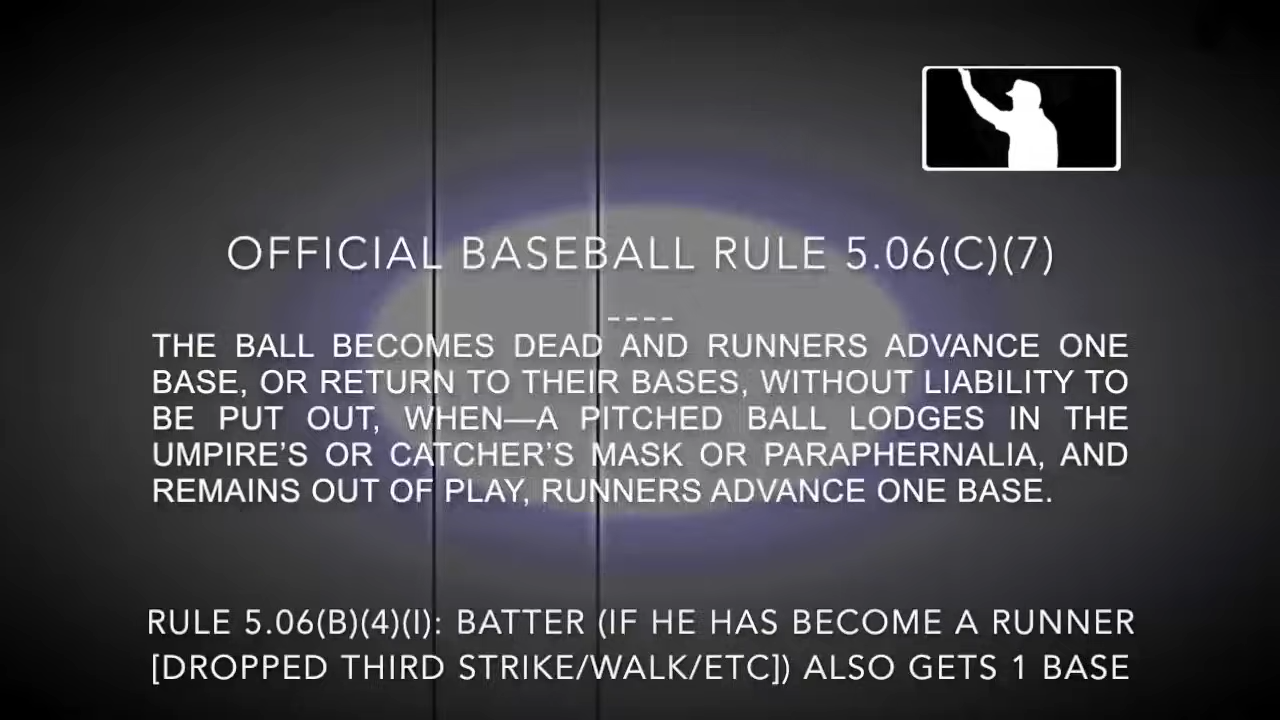 OFFICIAL BASEBALL RULE 5.06(C)(7)
----
THE BALL BECOMES DEAD AND RUNNERS ADVANCE ONE
BASE, OR RETURN TO THEIR BASES, WITHOUT LIABILITY TO
BE PUT OUT, WHEN—A PITCHED BALL LODGES IN THE
UMPIRE’S OR CATCHER’S MASK OR PARAPHERNALIA, AND
REMAINS OUT OF PLAY, RUNNERS ADVANCE ONE BASE.
RULE 5.06(B)(4)(I): BATTER (IF HE HAS BECOME A RUNNER
[DROPPED THIRD STRIKE/WALK/ETC]) ALSO GETS 1 BASE